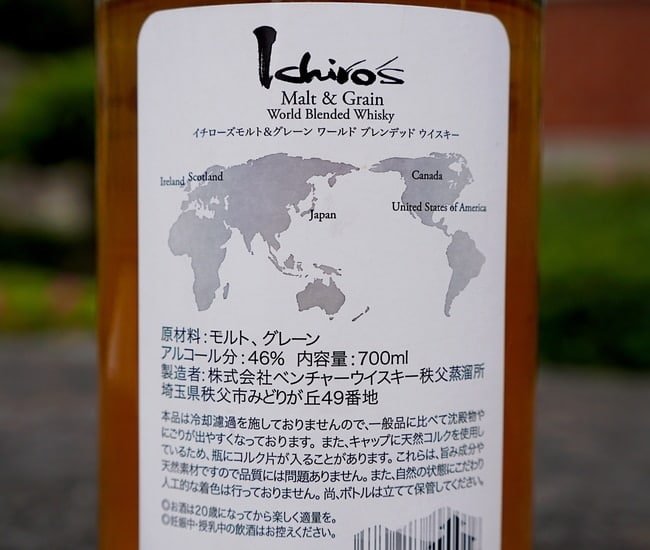 Ichiro's
Malt & Grain
World Blended Whisky
イチローズモルト&グレーン ワールド ブレンデッド ウイスキー
Ireland Scotland
Canada
Japan
United States of America
原材料:モルト、グレーン
アルコール分:46% 内容量:700ml
製造者:株式会社ベンチャーウイスキー秩父蒸溜所
埼玉県秩父市みどりが丘49番地
本品は冷却濾過を施しておりませんので、一般品に比べて沈殿物や
にごりが出やすくなっております。また、キャップに天然コルクを使用し
ているため、瓶にコルク片が入ることがあります。これらは、旨み成分や
天然素材ですので品質には問題ありません。また、自然の状態にこだわり
人工的な着色は行っておりません。尚、ボトルは立てて保管してください。
◎お酒は20歳になってから楽しく適量を。
◎妊娠中・授乳中の飲酒はお控えください。